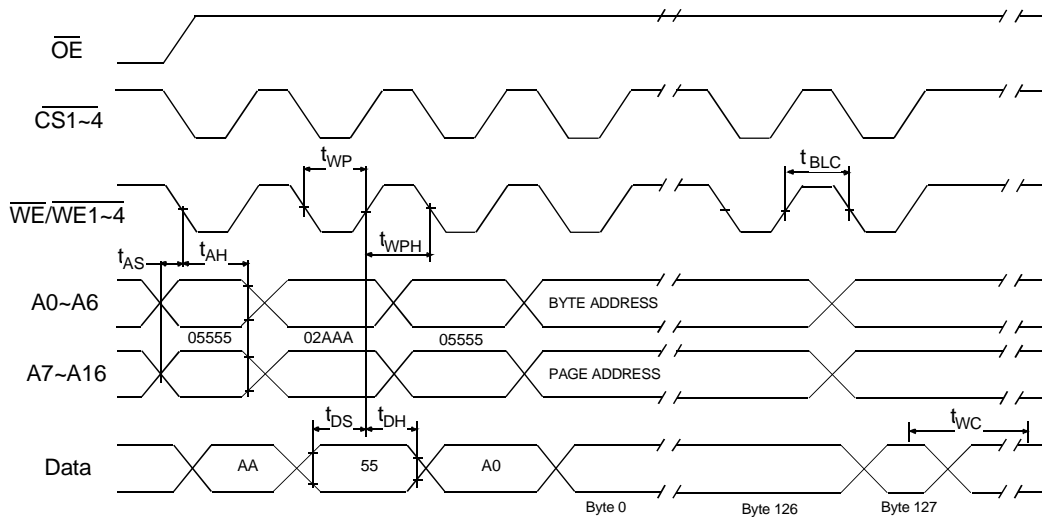 OE
CS1~4
tWP
tBLC
WE/WE1~4
tWPH
tAS
tAH
A0~A6
BYTE ADDRESS
05555
02AAA
05555
A7~A16
PAGE ADDRESS
tDS
tDH
tWC
Data
AA
55
A0
Byte 0
Byte 126
Byte 127